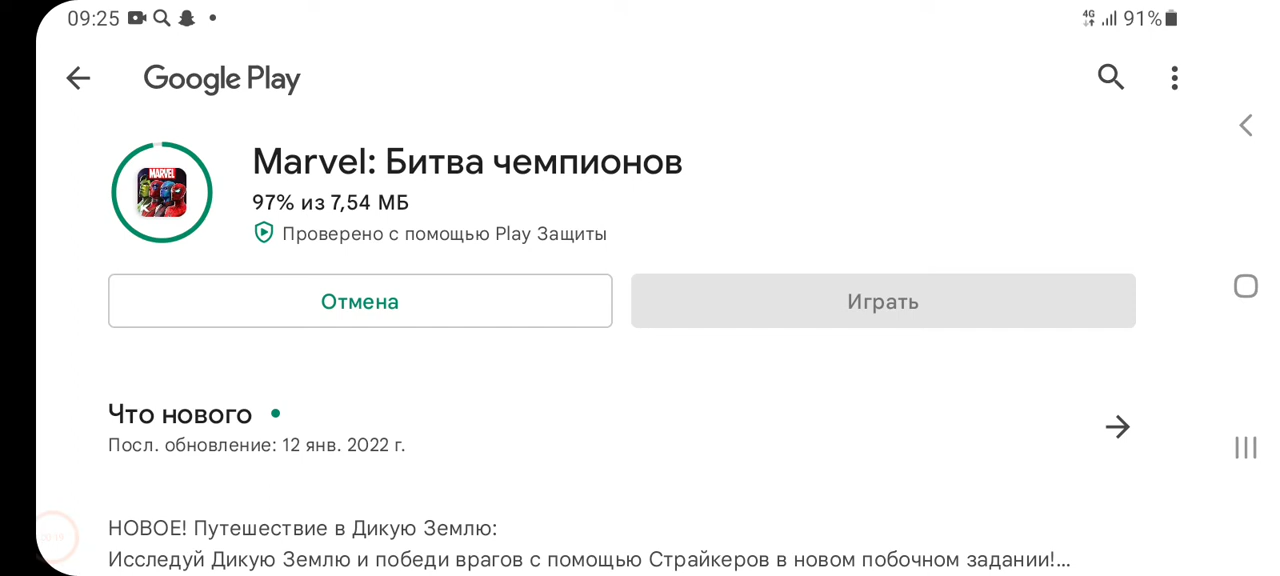 09:25
4G 91%
Google Play
MARVEL
Marvel: Битва чемпионов
97% из 7,54 МБ
Проверено с помощью Play Защиты
Отмена
Играть
Что нового
Посл. обновление: 12 янв. 2022 г.
НОВОЕ! Путешествие в Дикую Землю:
Исследуй Дикую Землю и победи врагов с помощью Страйкеров в новом побочном задании!...